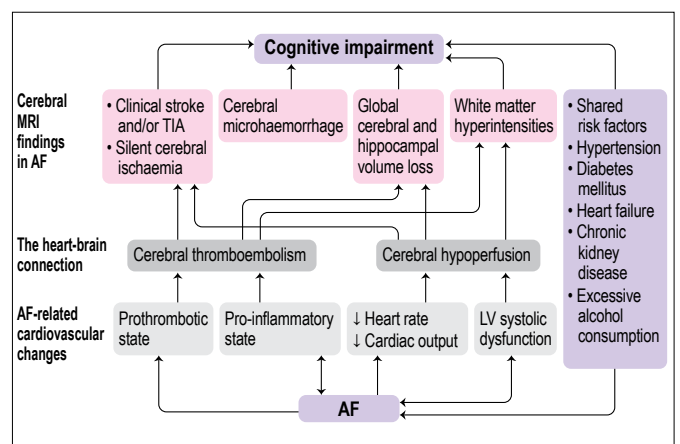 Cognitive impairment
Cerebral
MRI
findings
in AF
• Clinical stroke
and/or TIA
• Silent cerebral
ischaemia
Cerebral
microhaemorrhage
Global
cerebral and
hippocampal
volume loss
White matter
hyperintensities
• Shared
risk factors
• Hypertension
• Diabetes
mellitus
• Heart failure
• Chronic
kidney
disease
• Excessive
alcohol
consumption
The heart-brain
connection
Cerebral thromboembolism
Cerebral hypoperfusion
AF-related
cardiovascular
changes
Prothrombotic
state
Pro-inflammatory
state
↓ Heart rate
↓ Cardiac output
LV systolic
dysfunction
AF